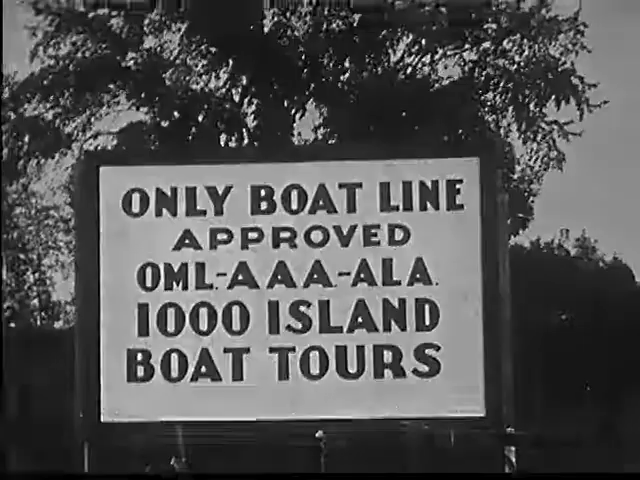 ONLY BOAT LINE
APPROVED
OML.-AAA-ALA.
1000 ISLAND
BOAT TOURS